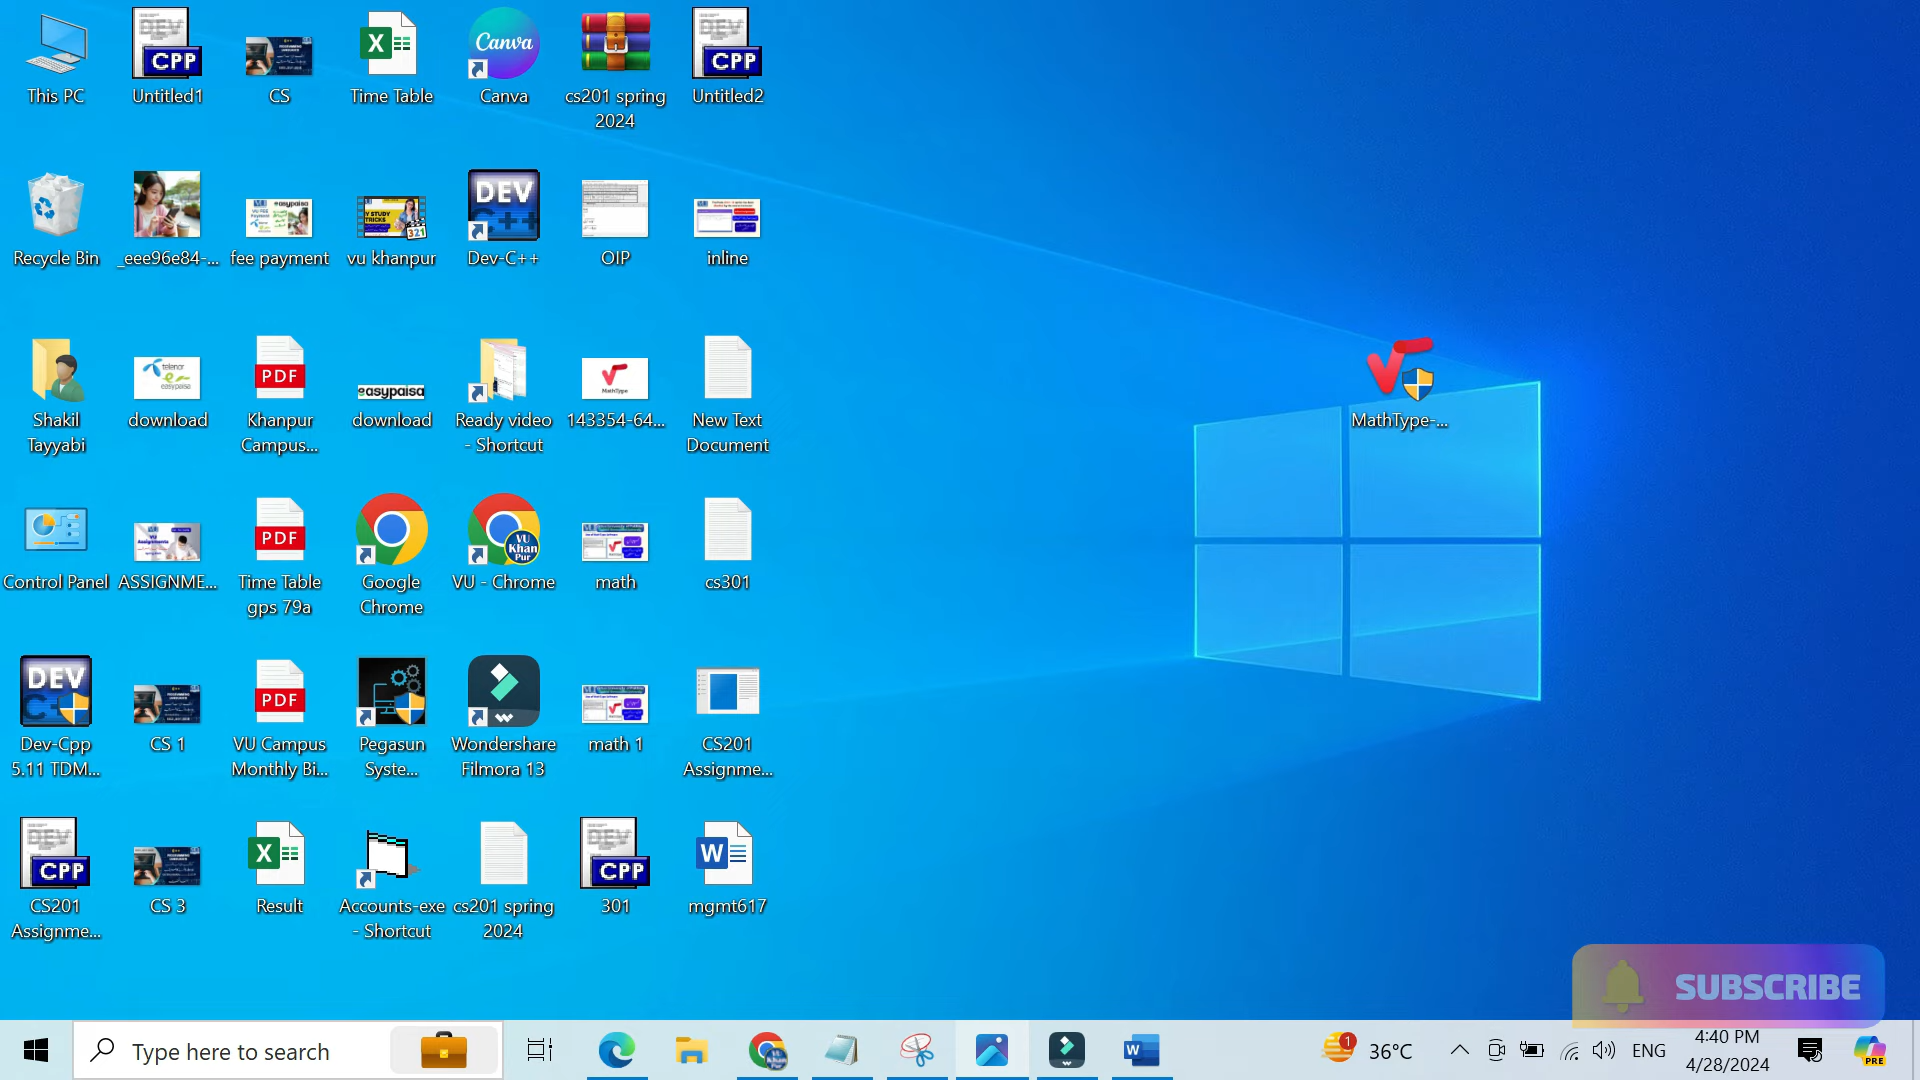 This PC
Untitled1
CS
Time Table
Canva
cs201 spring
2024
Untitled2
Recycle Bin
_eee96e84-...
fee payment
vu khanpur
Dev-C++
OIP
inline
Shakil
Tayyabi
download
Khanpur
Campus...
download
Ready video
- Shortcut
143354-64...
New Text
Document
MathType-...
Control Panel
ASSIGNME...
Time Table
gps 79a
Google
Chrome
VU - Chrome
math
cs301
Dev-Cpp
5.11 TDM...
CS 1
VU Campus
Monthly Bi...
Pegasun
Syste...
Wondershare
Filmora 13
math 1
CS201
Assignme...
CS201
Assignme...
CS 3
Result
Accounts-exe
- Shortcut
cs201 spring
2024
301
mgmt617
SUBSCRIBE
Type here to search
1
36°C
ENG
4:40 PM
4/28/2024
PRE